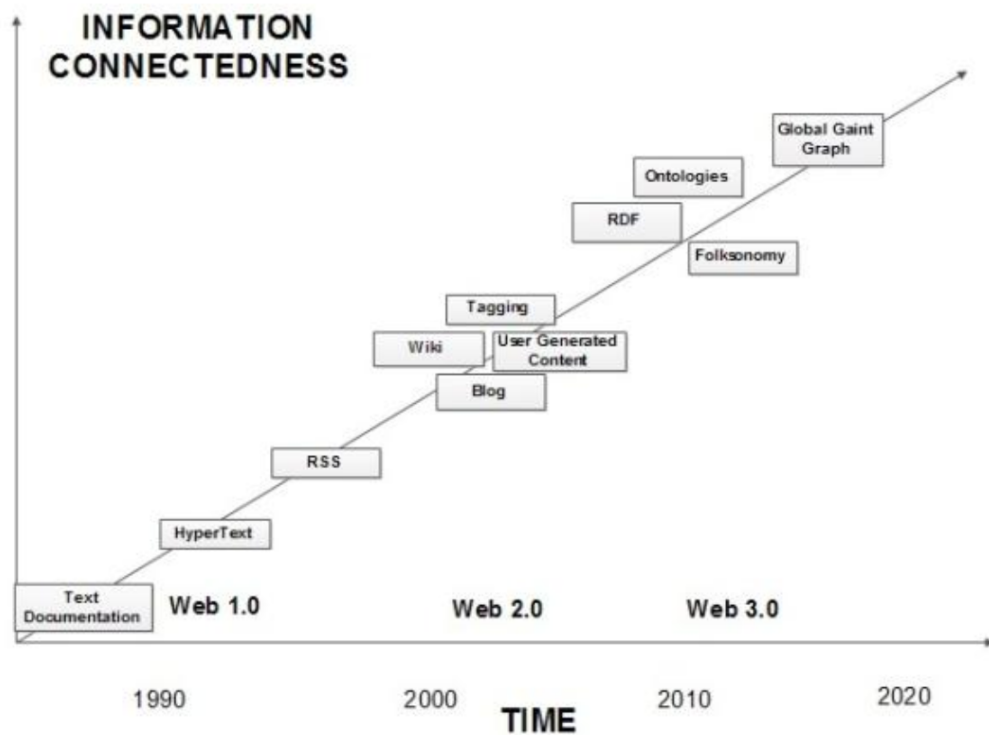 INFORMATION
CONNECTEDNESS
Global Gaint
Graph
Ontologies
RDF
Folksonomy
Tagging
Wiki
User Generated
Content
Blog
RSS
HyperText
Text
Documentation
Web 1.0
Web 2.0
Web 3.0
1990
2000
2010
2020
TIME